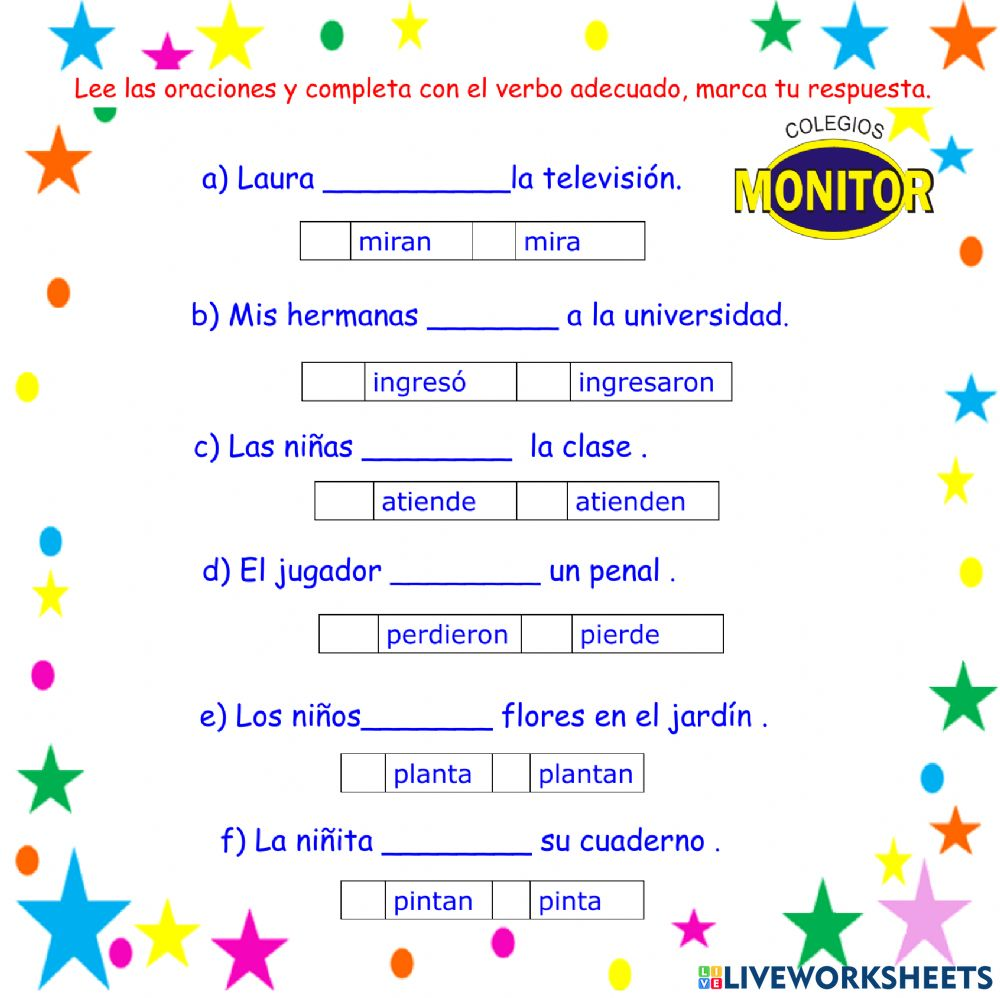 Lee las oraciones y completa con el verbo adecuado, marca tu respuesta.
COLEGIOS
MONITOR
a) Laura ___________la televisión.
miran mira
b) Mis hermanas _______ a la universidad.
ingresó ingresaron
c) Las niñas ________ la clase .
atiende atienden
d) El jugador ________ un penal .
perdieron pierde
e) Los niños_______ flores en el jardín .
planta plantan
f) La niñita ________ su cuaderno .
pintan pinta
LIVE LIVEWORKSHEETS